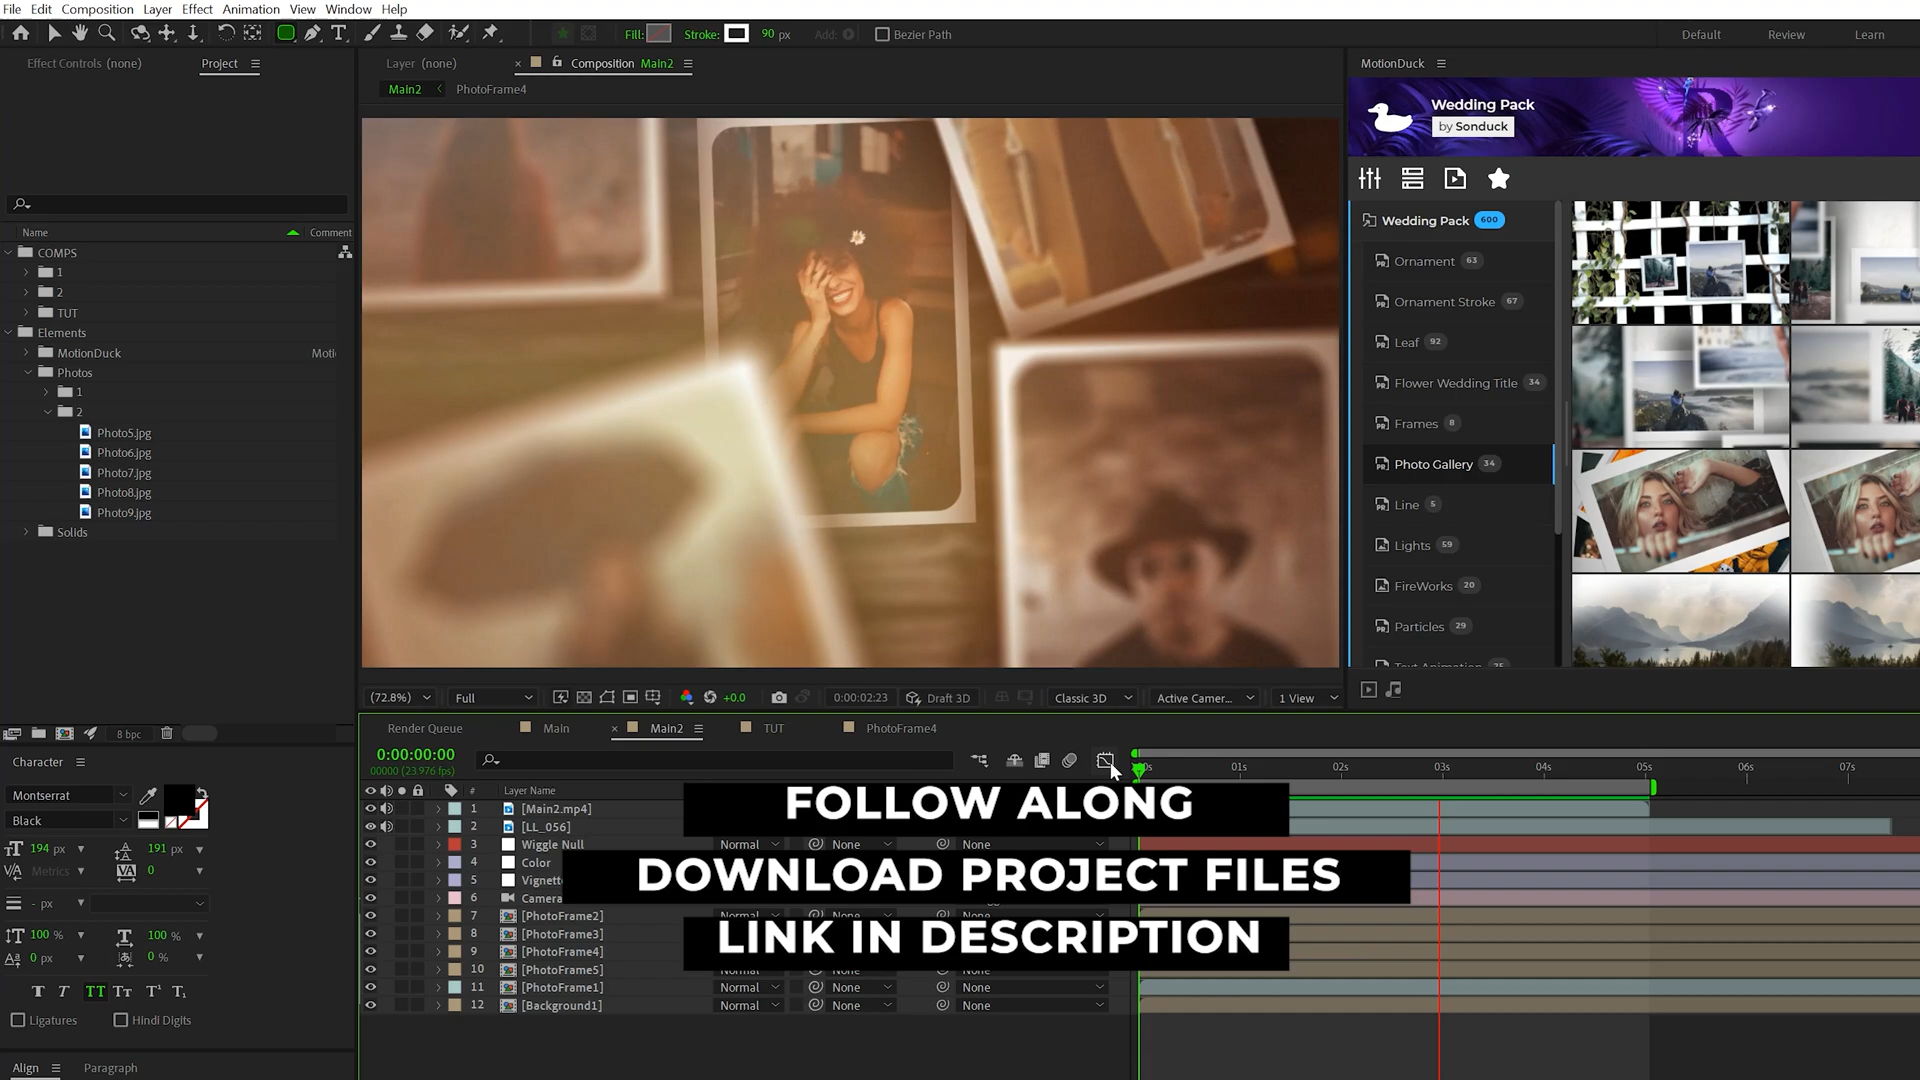 File Edit Composition Layer Effect Animation View Window Help
Fill: Stroke: 90 px Add: Bezier Path Default Review Learn
Effect Controls (none) Project
Layer (none) Composition Main2
MotionDuck
Main2 PhotoFrame4
Wedding Pack
by Sonduck
Name Comment
COMPS
1
2
TUT
Elements
MotionDuck Moti
Photos
1
2
Photo5.jpg
Photo6.jpg
Photo7.jpg
Photo8.jpg
Photo9.jpg
Solids
Wedding Pack 600
Ornament 63
Ornament Stroke 67
Leaf 92
Flower Wedding Title 34
Frames 8
Photo Gallery 34
Line 5
Lights 59
FireWorks 20
Particles 29
(72.8%) Full +0.0 0:00:02:23 Draft 3D Classic 3D Active Camer... 1 View
8 bpc
Render Queue Main Main2 TUT PhotoFrame4
0:00:00:00
00000 (23.976 fps)
01s 02s 03s 04s 05s 06s 07s
# Layer Name
1 [Main2.mp4]
2 [LL_056]
3 Wiggle Null Normal None None
4 Color
5 Vignett
6 Camera
7 [PhotoFrame2] Normal None None
8 [PhotoFrame3]
9 [PhotoFrame4]
10 [PhotoFrame5] Normal None None
11 [PhotoFrame1] Normal None None
12 [Background1] Normal None None
FOLLOW ALONG
DOWNLOAD PROJECT FILES
LINK IN DESCRIPTION
Character
Montserrat
Black
194 px 191 px
Metrics 0
- px
100 % 100 %
0 px 0 %
T T TT Tt T¹ T₁
Ligatures Hindi Digits
Align Paragraph